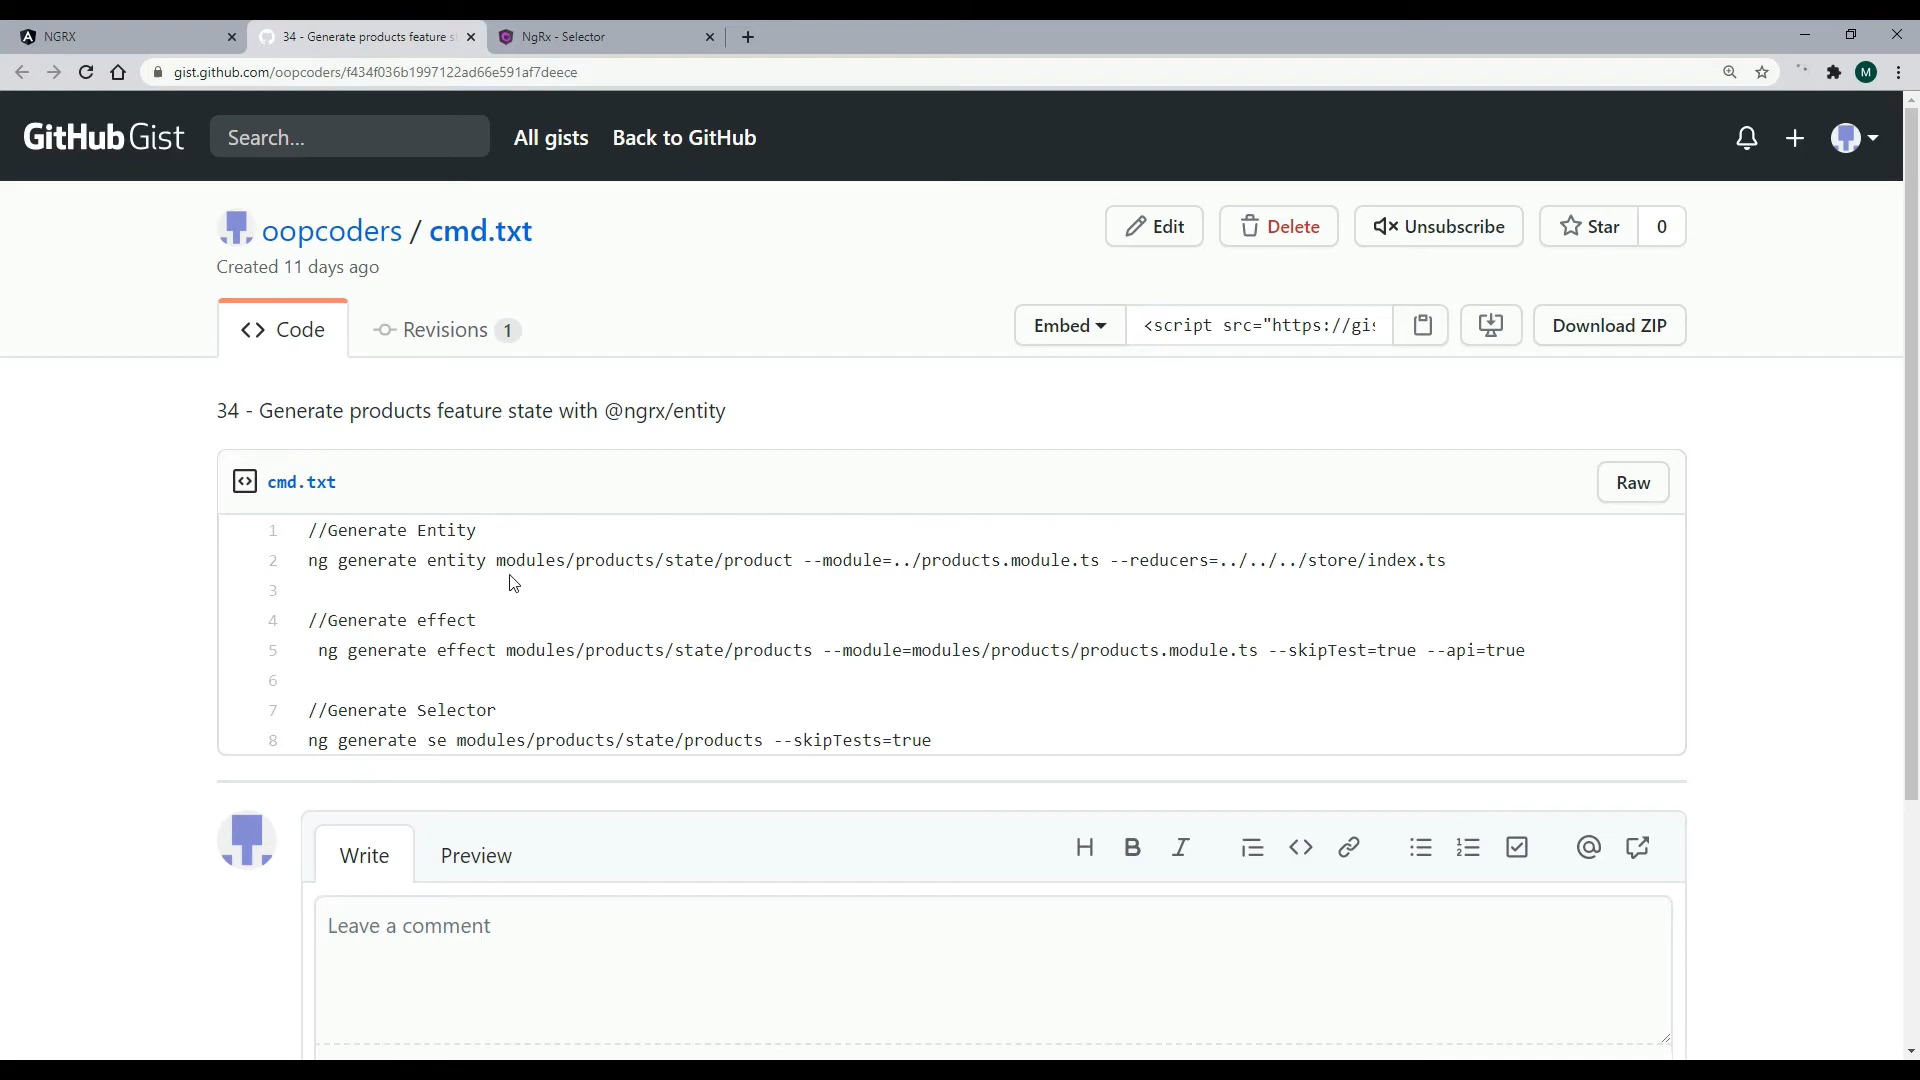 NGRX
34 - Generate products feature s
NgRx - Selector
gist.github.com/oopcoders/f434f036b1997122ad66e591af7deece
M
GitHub Gist
Search...
All gists
Back to GitHub
oopcoders / cmd.txt
Edit
Delete
Unsubscribe
Star
0
Created 11 days ago
Code
Revisions 1
Embed
<script src="https://gis
Download ZIP
34 - Generate products feature state with @ngrx/entity
cmd.txt
Raw
1 //Generate Entity
2 ng generate entity modules/products/state/product --module=../products.module.ts --reducers=../../../store/index.ts
3
4 //Generate effect
5 ng generate effect modules/products/state/products --module=modules/products/products.module.ts --skipTest=true --api=true
6
7 //Generate Selector
8 ng generate se modules/products/state/products --skipTests=true
Write
Preview
Leave a comment